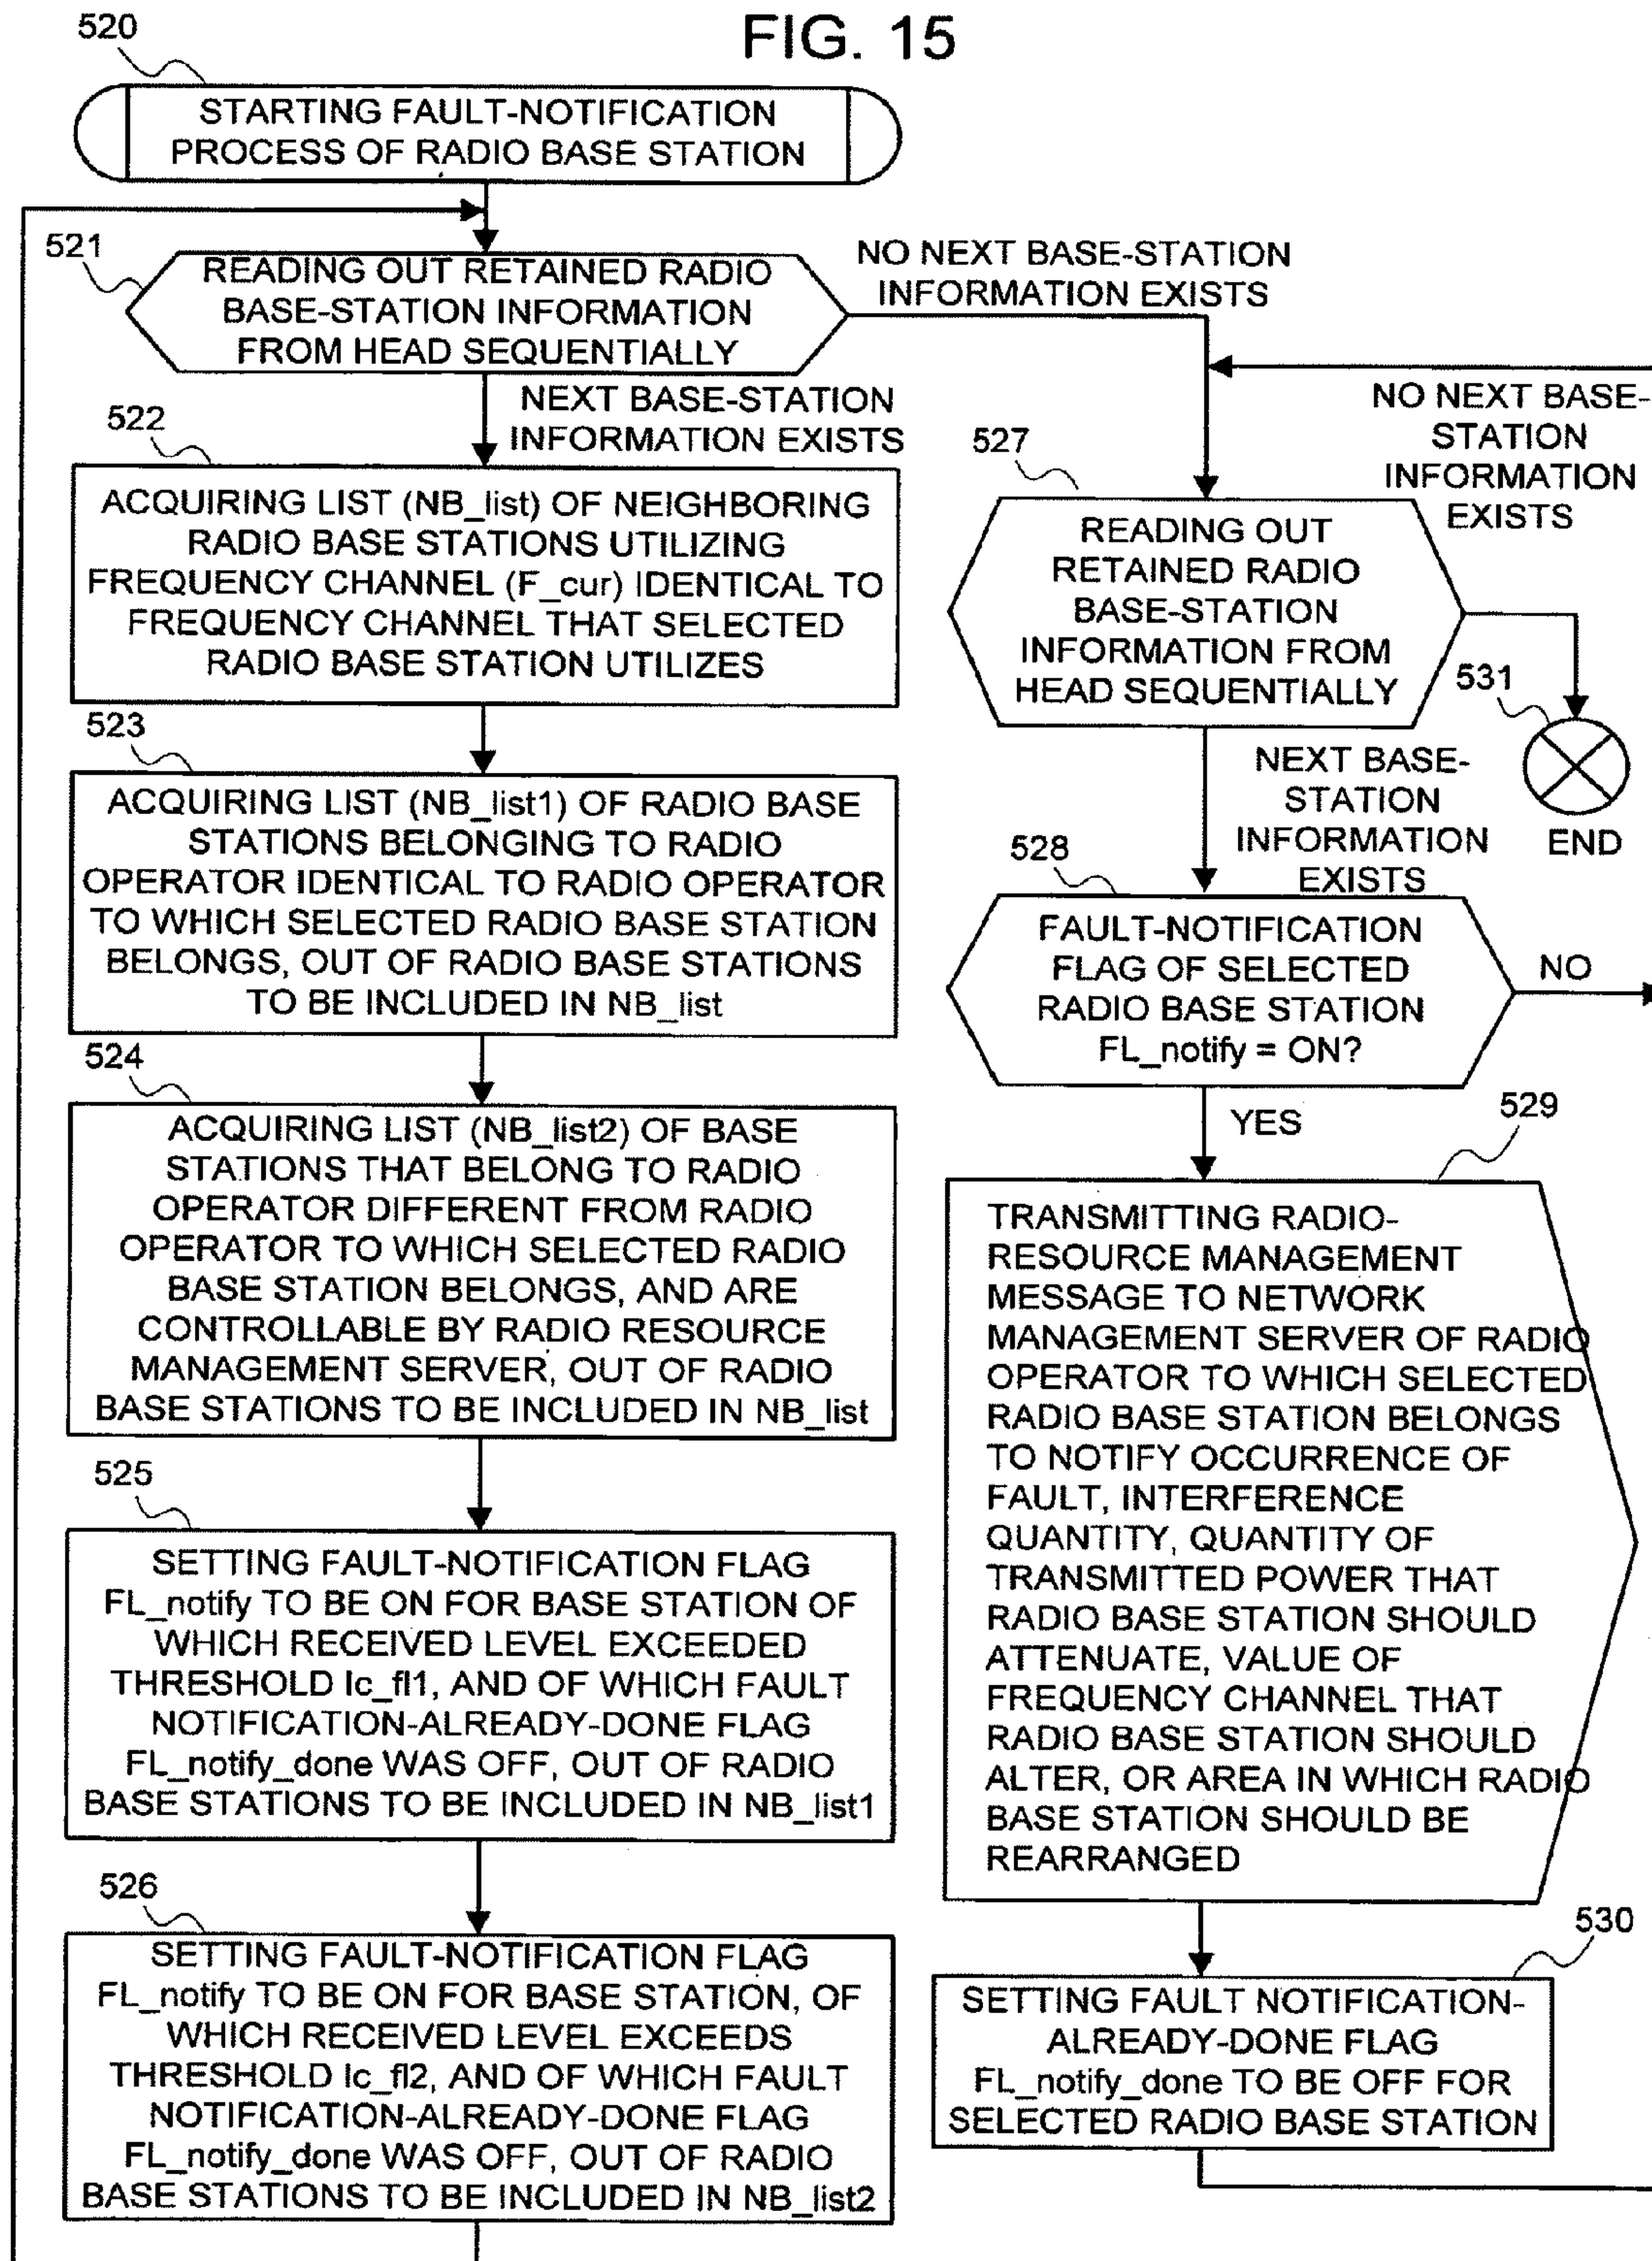 FIG. 15
520
STARTING FAULT-NOTIFICATION
PROCESS OF RADIO BASE STATION
521
READING OUT RETAINED RADIO
BASE-STATION INFORMATION
FROM HEAD SEQUENTIALLY
NO NEXT BASE-STATION
INFORMATION EXISTS
NEXT BASE-STATION
INFORMATION EXISTS
522
ACQUIRING LIST (NB_list) OF NEIGHBORING
RADIO BASE STATIONS UTILIZING
FREQUENCY CHANNEL (F_cur) IDENTICAL TO
FREQUENCY CHANNEL THAT SELECTED
RADIO BASE STATION UTILIZES
523
ACQUIRING LIST (NB_list1) OF RADIO BASE
STATIONS BELONGING TO RADIO
OPERATOR IDENTICAL TO RADIO OPERATOR
TO WHICH SELECTED RADIO BASE STATION
BELONGS, OUT OF RADIO BASE STATIONS
TO BE INCLUDED IN NB_list
524
ACQUIRING LIST (NB_list2) OF BASE
STATIONS THAT BELONG TO RADIO
OPERATOR DIFFERENT FROM RADIO
OPERATOR TO WHICH SELECTED RADIO
BASE STATION BELONGS, AND ARE
CONTROLLABLE BY RADIO RESOURCE
MANAGEMENT SERVER, OUT OF RADIO
BASE STATIONS TO BE INCLUDED IN NB_list
525
SETTING FAULT-NOTIFICATION FLAG
FL_notify TO BE ON FOR BASE STATION OF
WHICH RECEIVED LEVEL EXCEEDED
THRESHOLD Ic_fl1, AND OF WHICH FAULT
NOTIFICATION-ALREADY-DONE FLAG
FL_notify_done WAS OFF, OUT OF RADIO
BASE STATIONS TO BE INCLUDED IN NB_list1
526
SETTING FAULT-NOTIFICATION FLAG
FL_notify TO BE ON FOR BASE STATION, OF
WHICH RECEIVED LEVEL EXCEEDS
THRESHOLD Ic_fl2, AND OF WHICH FAULT
NOTIFICATION-ALREADY-DONE FLAG
FL_notify_done WAS OFF, OUT OF RADIO
BASE STATIONS TO BE INCLUDED IN NB_list2
527
READING OUT
RETAINED RADIO
BASE-STATION
INFORMATION FROM
HEAD SEQUENTIALLY
NO NEXT BASE-
STATION
INFORMATION
EXISTS
531
END
NEXT BASE-
STATION
INFORMATION
EXISTS
528
FAULT-NOTIFICATION
FLAG OF SELECTED
RADIO BASE STATION
FL_notify = ON?
NO
YES
529
TRANSMITTING RADIO-
RESOURCE MANAGEMENT
MESSAGE TO NETWORK
MANAGEMENT SERVER OF RADIO
OPERATOR TO WHICH SELECTED
RADIO BASE STATION BELONGS
TO NOTIFY OCCURRENCE OF
FAULT, INTERFERENCE
QUANTITY, QUANTITY OF
TRANSMITTED POWER THAT
RADIO BASE STATION SHOULD
ATTENUATE, VALUE OF
FREQUENCY CHANNEL THAT
RADIO BASE STATION SHOULD
ALTER, OR AREA IN WHICH RADIO
BASE STATION SHOULD BE
REARRANGED
530
SETTING FAULT NOTIFICATION-
ALREADY-DONE FLAG
FL_notify_done TO BE OFF FOR
SELECTED RADIO BASE STATION